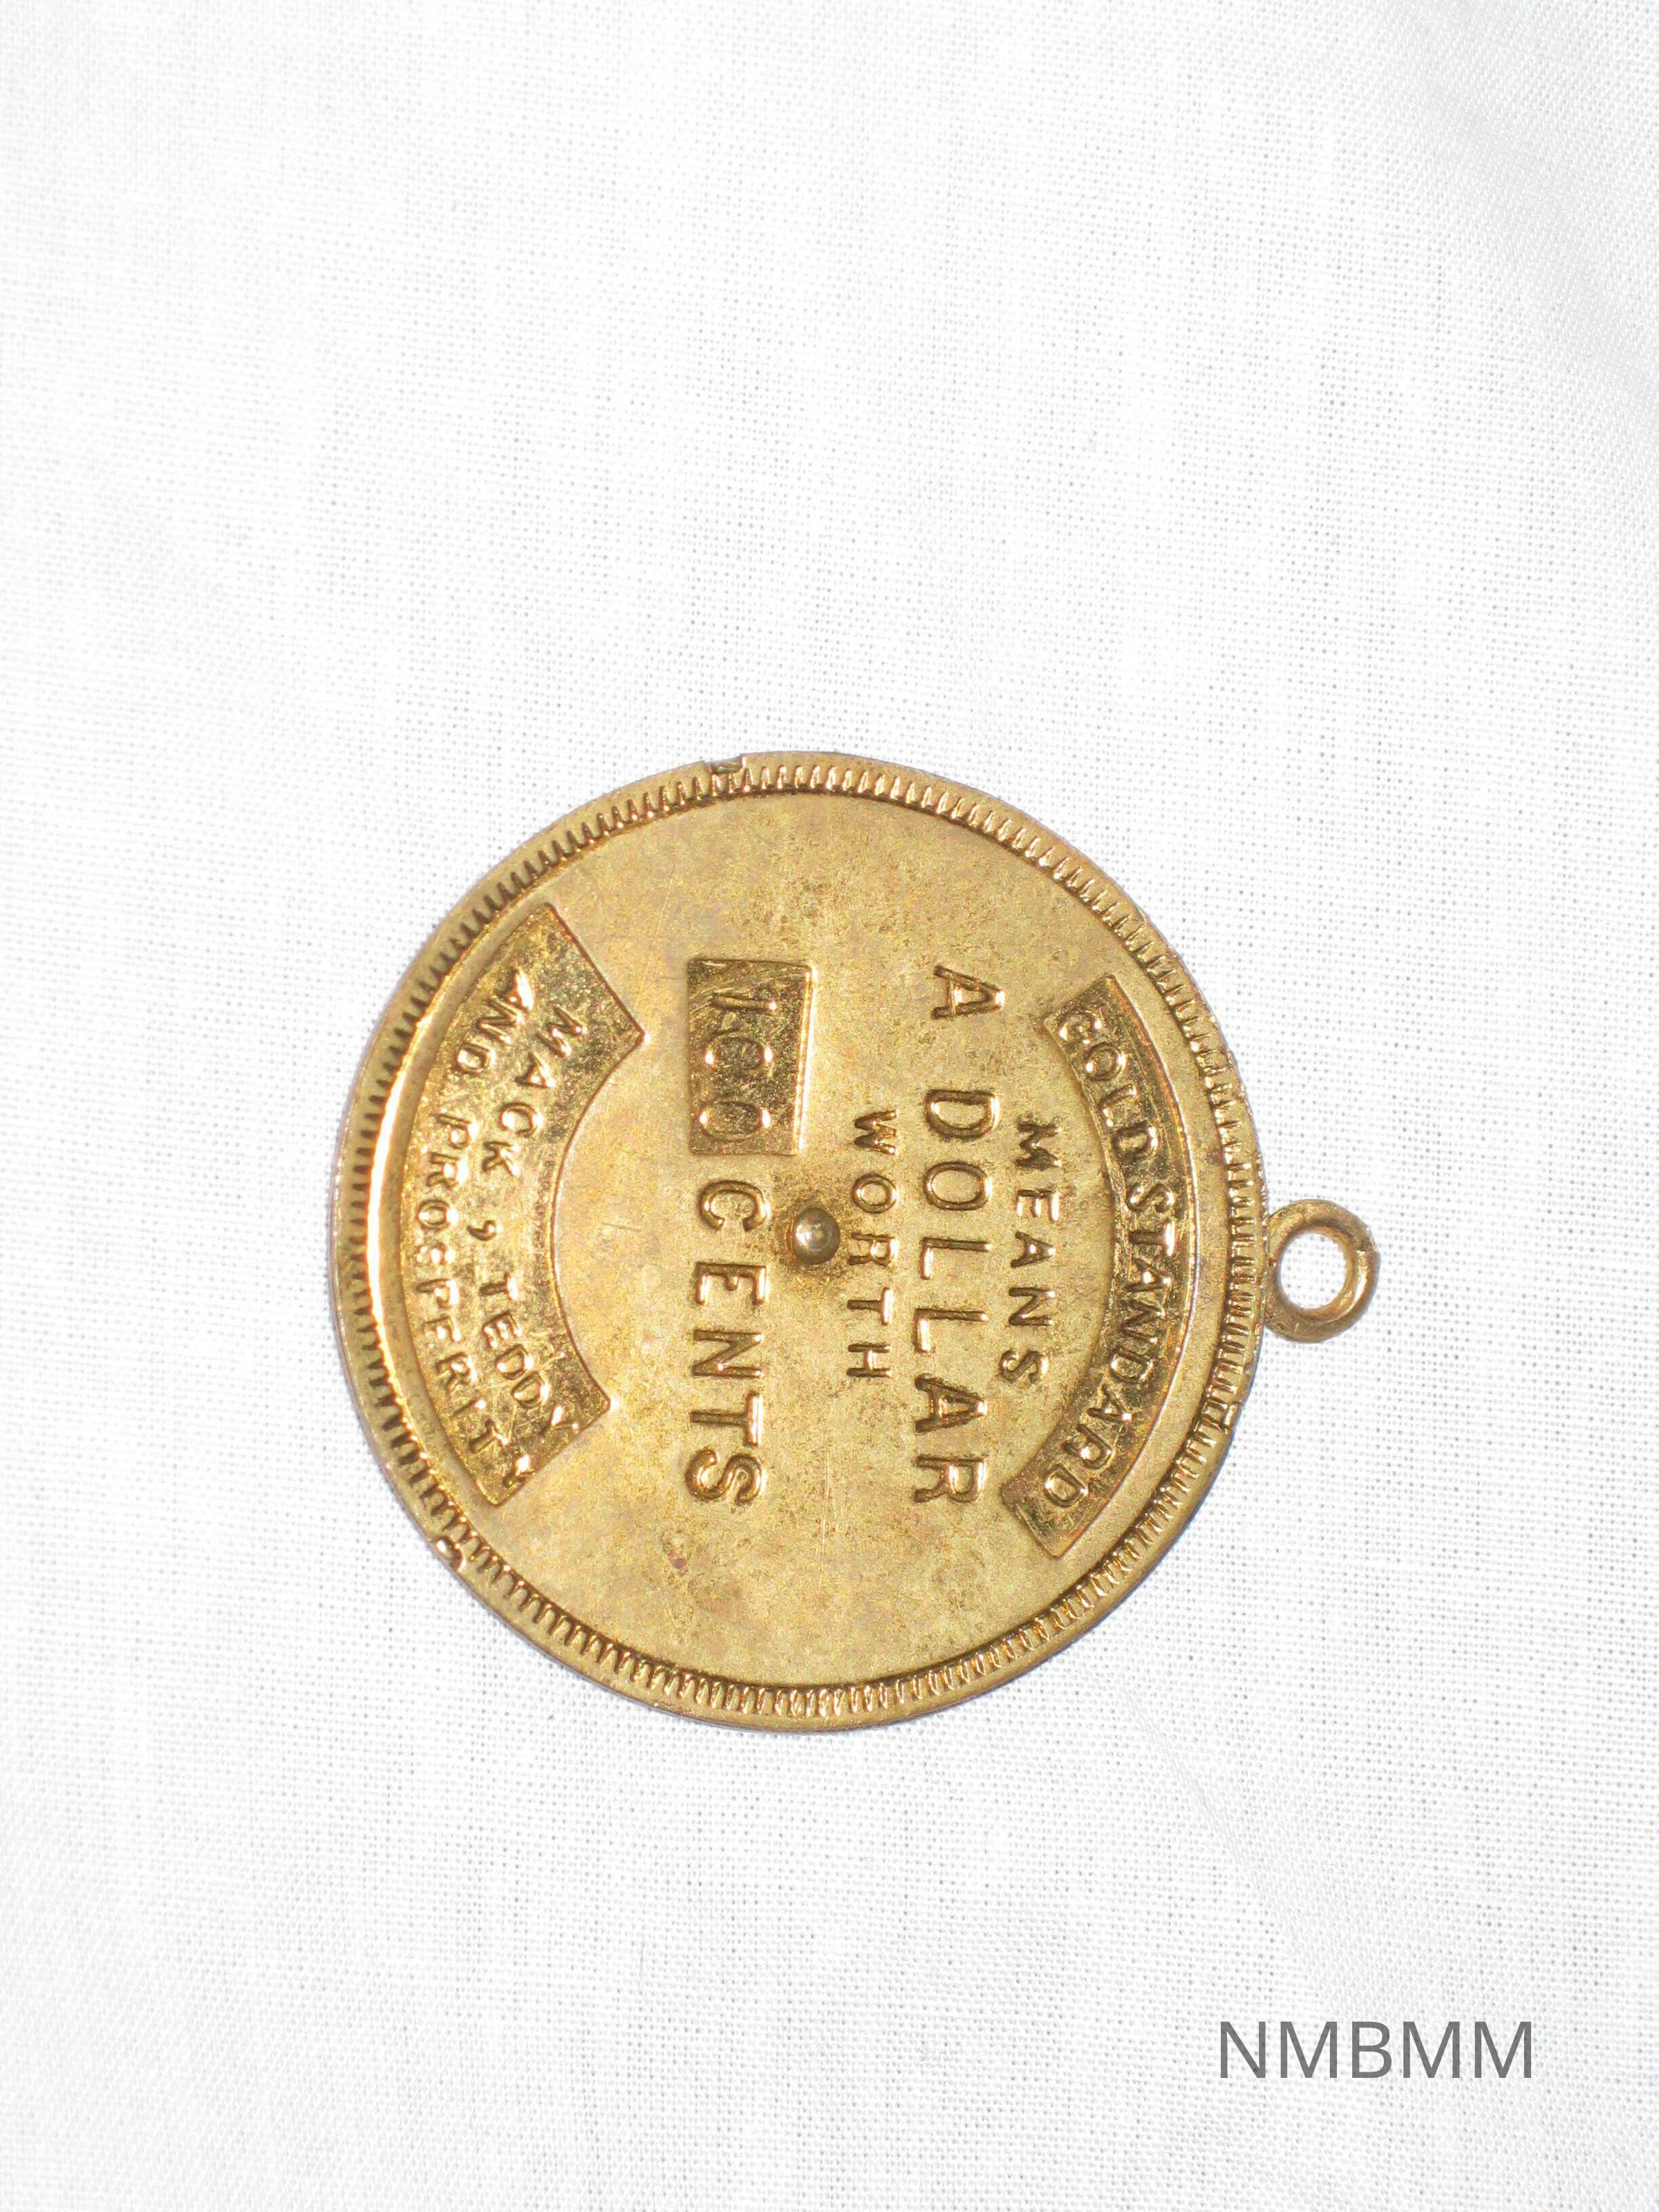 GOLD STANDARD
MEANS
A DOLLAR
WORTH
100 CENTS
MACK, TEDDY
AND PROSPERITY
NMBMM